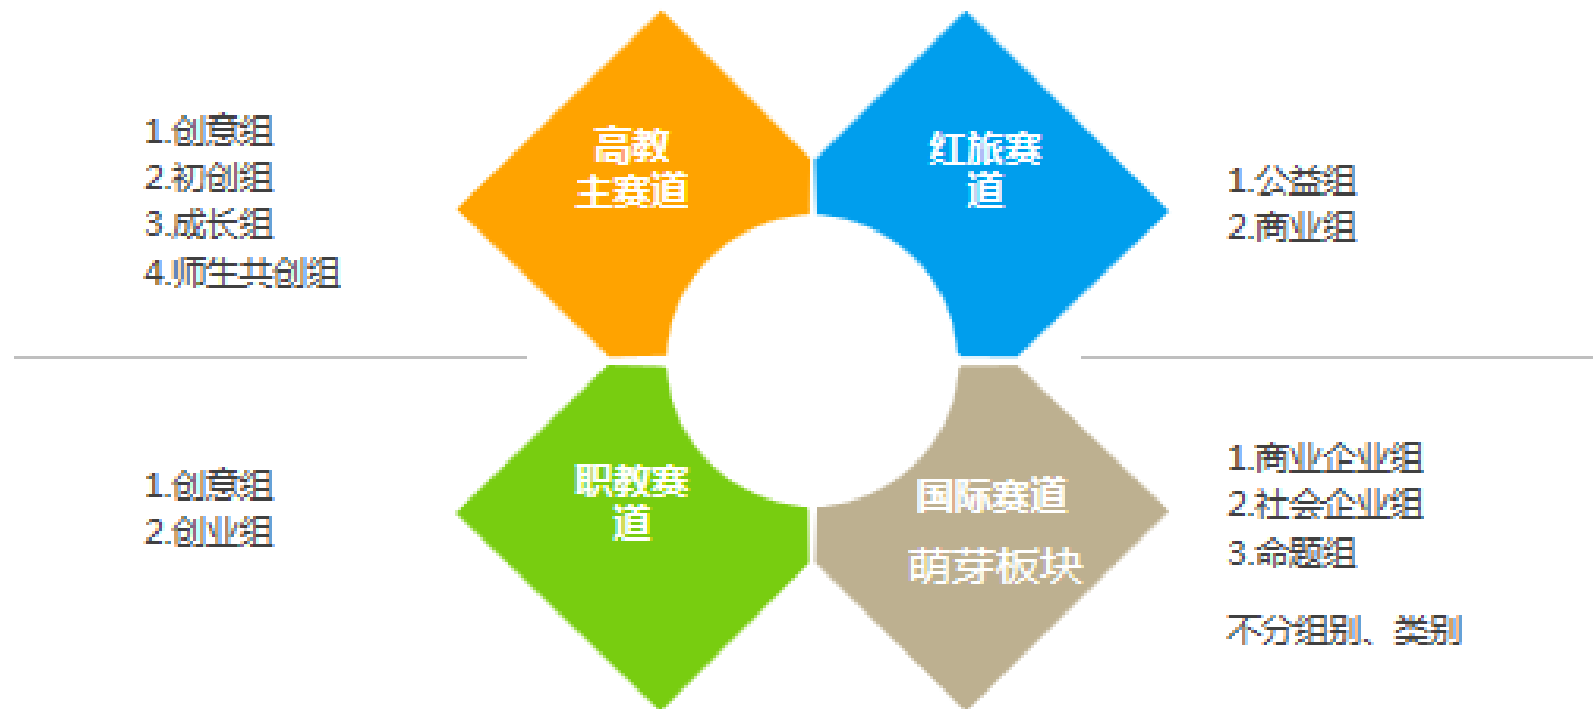 1.创意组
2.初创组
3.成长组
4.师生共创组
高教
主赛道
红旅赛
道
1.公益组
2.商业组
1.创意组
2.创业组
职教赛
道
国际赛道
萌芽板块
1.商业企业组
2.社会企业组
3.命题组
不分组别、类别